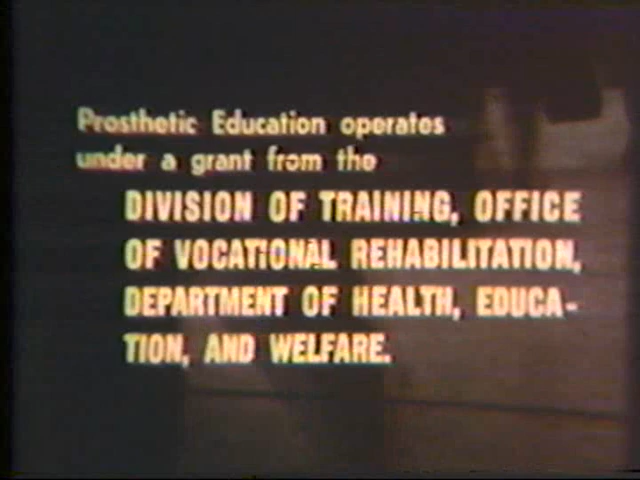 Prosthetic Education operates
under a grant from the
DIVISION OF TRAINING, OFFICE
OF VOCATIONAL REHABILITATION,
DEPARTMENT OF HEALTH, EDUCA-
TION, AND WELFARE.